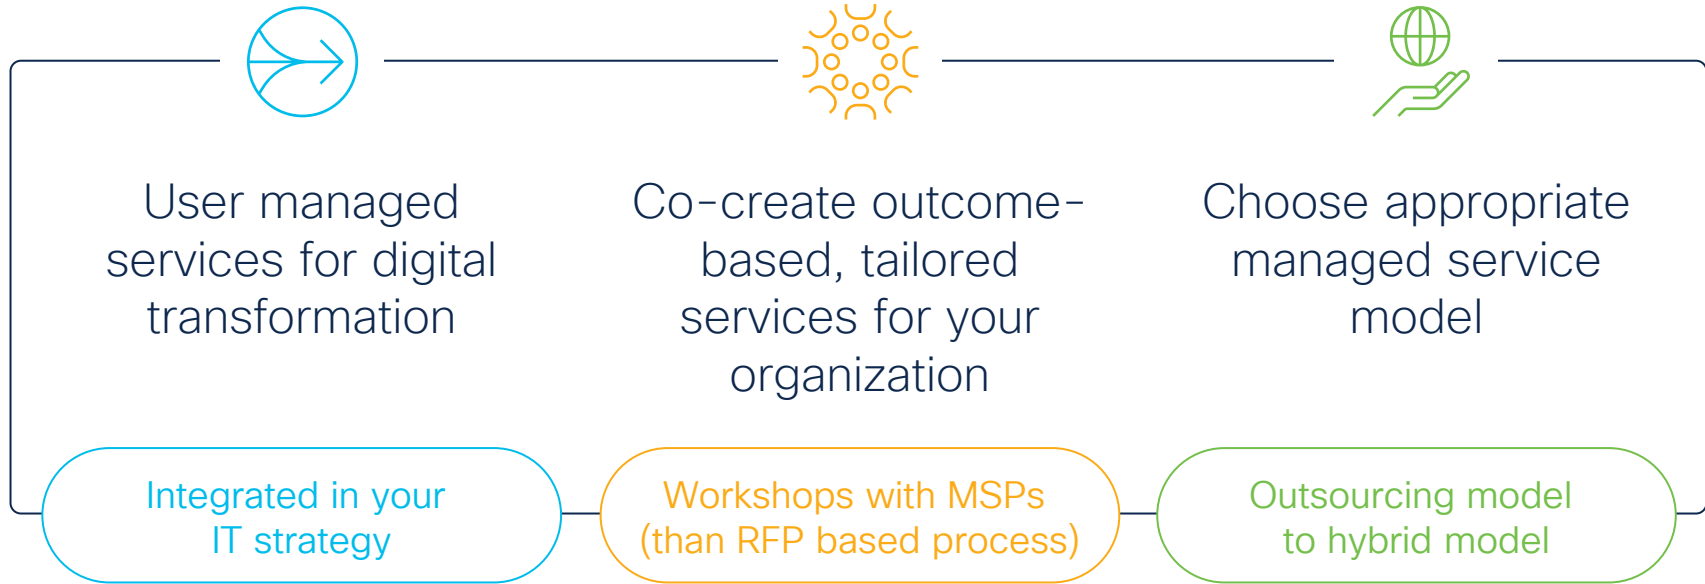 User managed
services for digital
transformation
Co-create outcome-
based, tailored
services for your
organization
Choose appropriate
managed service
model
Integrated in your
IT strategy
Workshops with MSPs
(than RFP based process)
Outsourcing model
to hybrid model